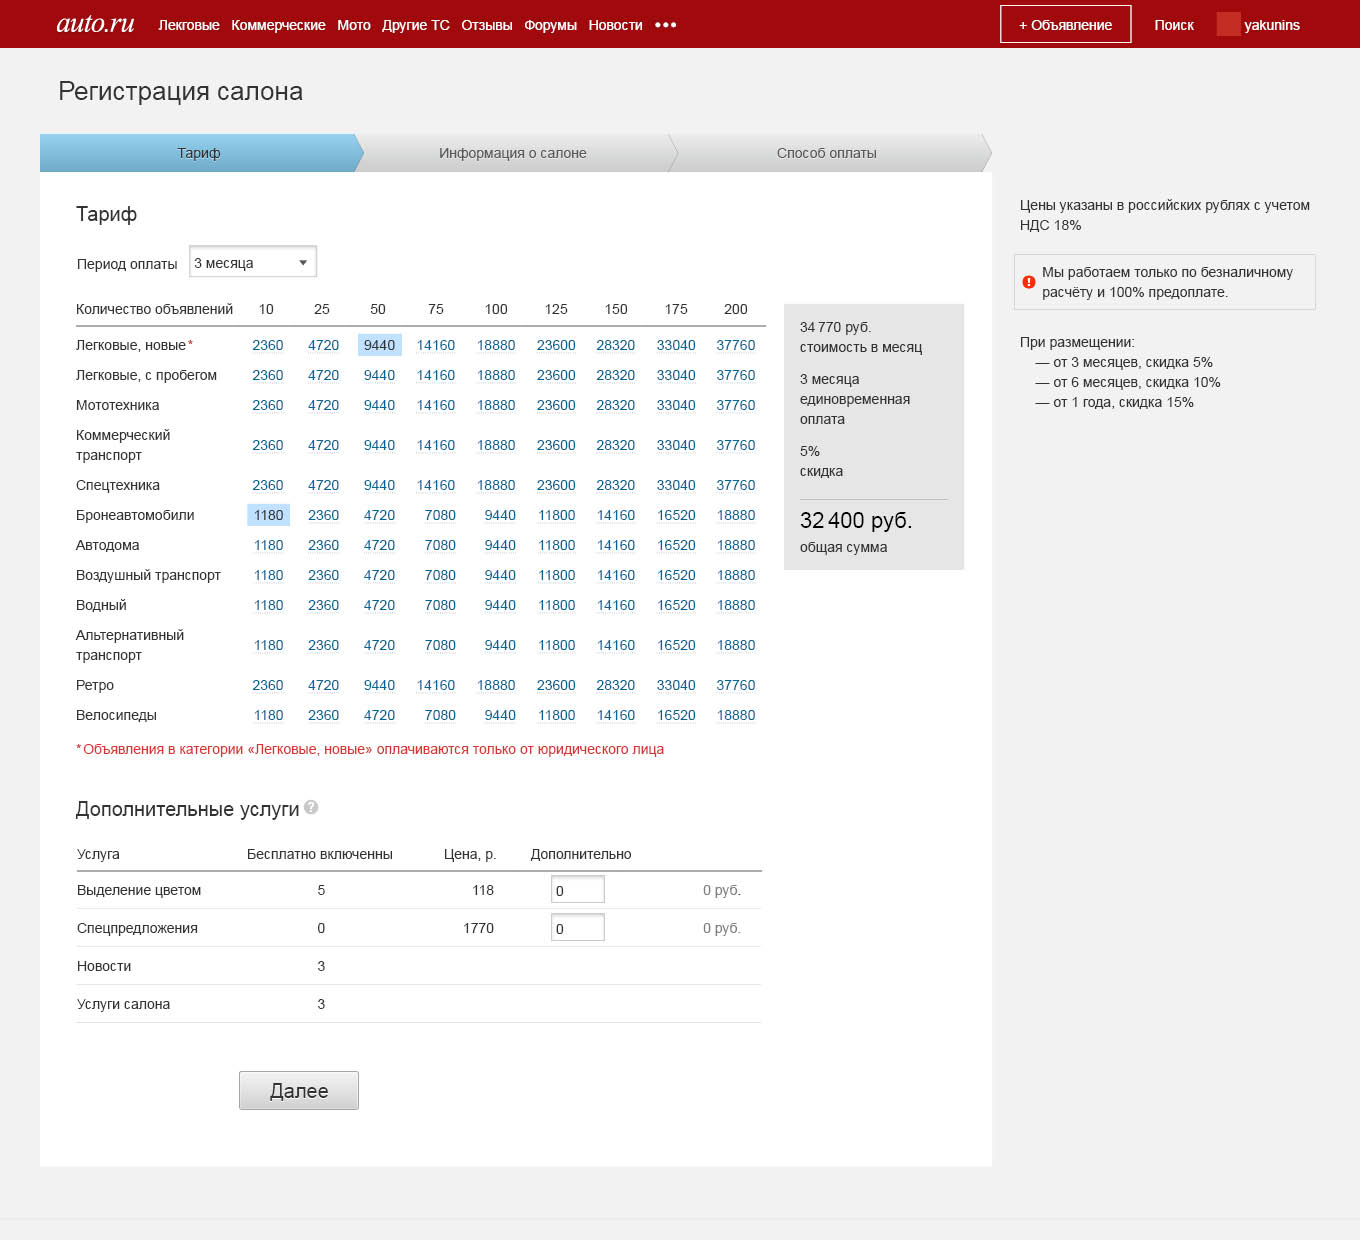 auto.ru Легковые Коммерческие Мото Другие ТС Отзывы Форумы Новости ••• + Объявление Поиск yakunins
Регистрация салона
Тариф Информация о салоне Способ оплаты
Тариф
Период оплаты 3 месяца
Количество объявлений 10 25 50 75 100 125 150 175 200
Легковые, новые* 2360 4720 9440 14160 18880 23600 28320 33040 37760
Легковые, с пробегом 2360 4720 9440 14160 18880 23600 28320 33040 37760
Мототехника 2360 4720 9440 14160 18880 23600 28320 33040 37760
Коммерческий
транспорт 2360 4720 9440 14160 18880 23600 28320 33040 37760
Спецтехника 2360 4720 9440 14160 18880 23600 28320 33040 37760
Бронеавтомобили 1180 2360 4720 7080 9440 11800 14160 16520 18880
Автодома 1180 2360 4720 7080 9440 11800 14160 16520 18880
Воздушный транспорт 1180 2360 4720 7080 9440 11800 14160 16520 18880
Водный 1180 2360 4720 7080 9440 11800 14160 16520 18880
Альтернативный
транспорт 1180 2360 4720 7080 9440 11800 14160 16520 18880
Ретро 2360 4720 9440 14160 18880 23600 28320 33040 37760
Велосипеды 1180 2360 4720 7080 9440 11800 14160 16520 18880
* Объявления в категории «Легковые, новые» оплачиваются только от юридического лица
34 770 руб.
стоимость в месяц
3 месяца
единовременная
оплата
5%
скидка
32 400 руб.
общая сумма
Цены указаны в российских рублях с учетом
НДС 18%
Мы работаем только по безналичному
расчёту и 100% предоплате.
При размещении:
— от 3 месяцев, скидка 5%
— от 6 месяцев, скидка 10%
— от 1 года, скидка 15%
Дополнительные услуги ?
Услуга Бесплатно включенны Цена, р. Дополнительно
Выделение цветом 5 118 0 0 руб.
Спецпредложения 0 1770 0 0 руб.
Новости 3
Услуги салона 3
Далее